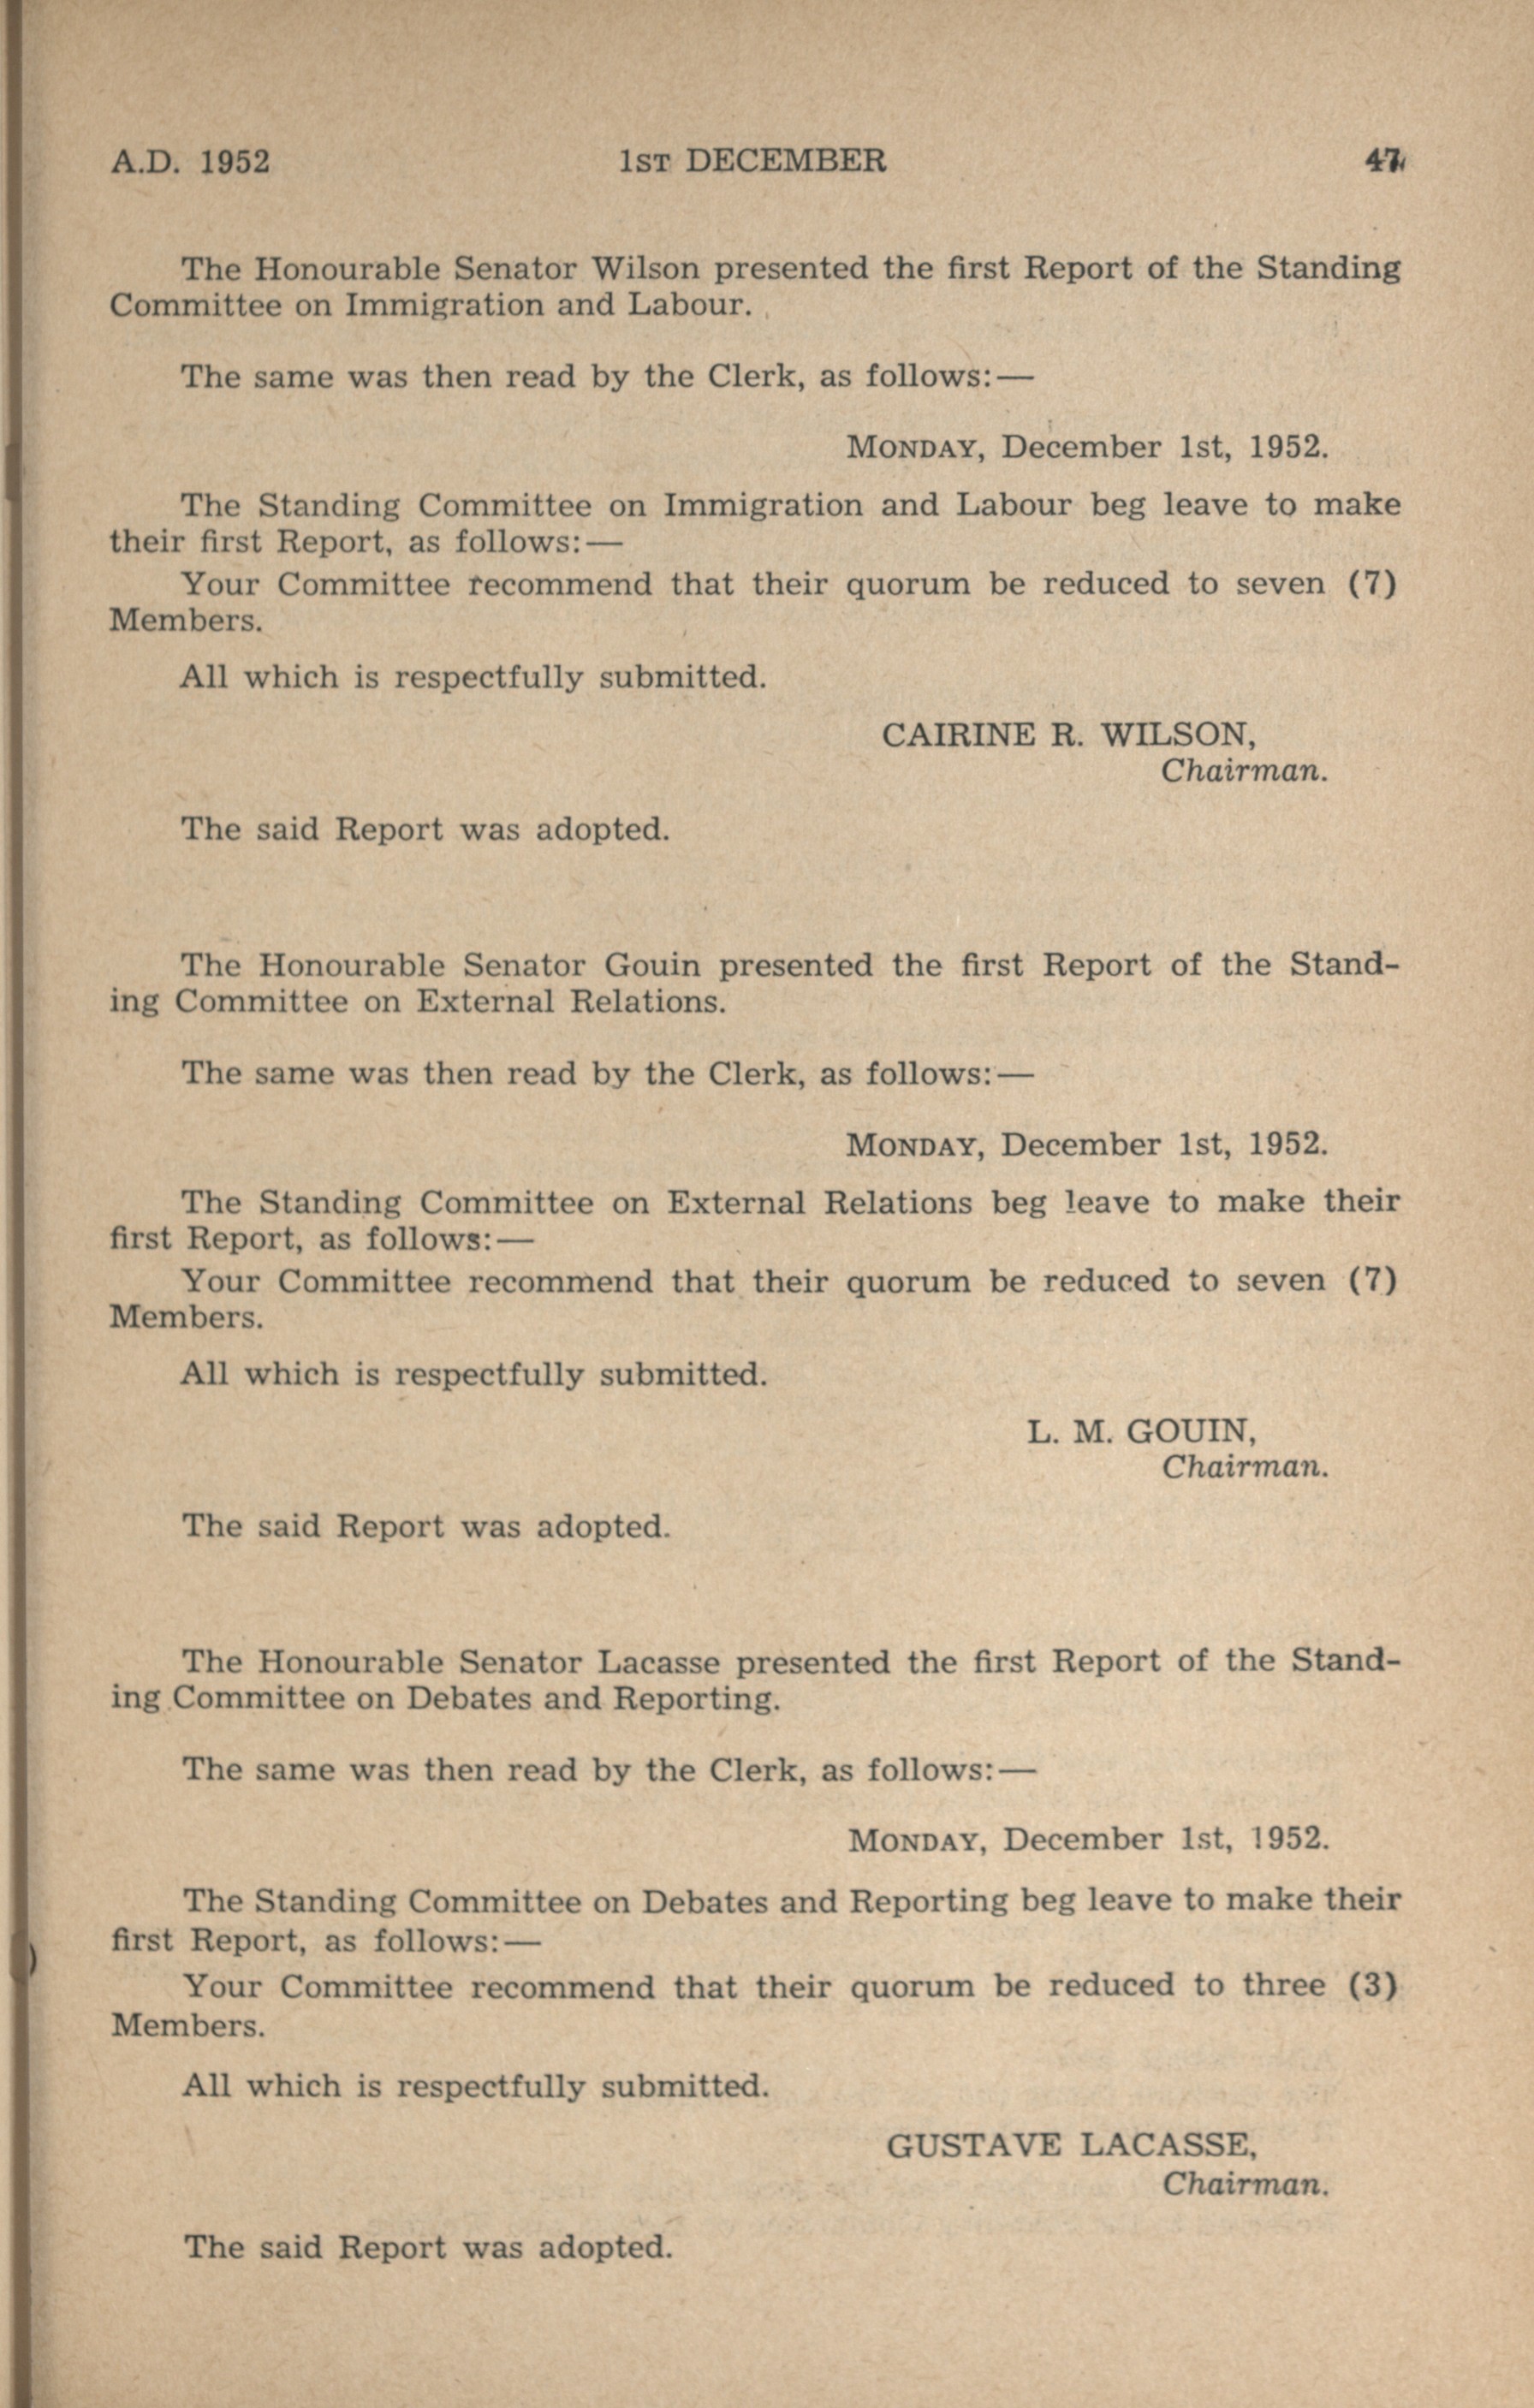 A.D. 1952 1ST DECEMBER 47
The Honourable Senator Wilson presented the first Report of the Standing
Committee on Immigration and Labour.
The same was then read by the Clerk, as follows:—
MONDAY, December 1st, 1952.
The Standing Committee on Immigration and Labour beg leave to make
their first Report, as follows:—
Your Committee recommend that their quorum be reduced to seven (7)
Members.
All which is respectfully submitted.
CAIRINE R. WILSON,
Chairman.
The said Report was adopted.
The Honourable Senator Gouin presented the first Report of the Stand-
ing Committee on External Relations.
The same was then read by the Clerk, as follows:—
MONDAY, December 1st, 1952.
The Standing Committee on External Relations beg leave to make their
first Report, as follows:—
Your Committee recommend that their quorum be reduced to seven (7)
Members.
All which is respectfully submitted.
L. M. GOUIN,
Chairman.
The said Report was adopted.
The Honourable Senator Lacasse presented the first Report of the Stand-
ing Committee on Debates and Reporting.
The same was then read by the Clerk, as follows:—
MONDAY, December 1st, 1952.
The Standing Committee on Debates and Reporting beg leave to make their
first Report, as follows:—
Your Committee recommend that their quorum be reduced to three (3)
Members.
All which is respectfully submitted.
GUSTAVE LACASSE,
Chairman.
The said Report was adopted.